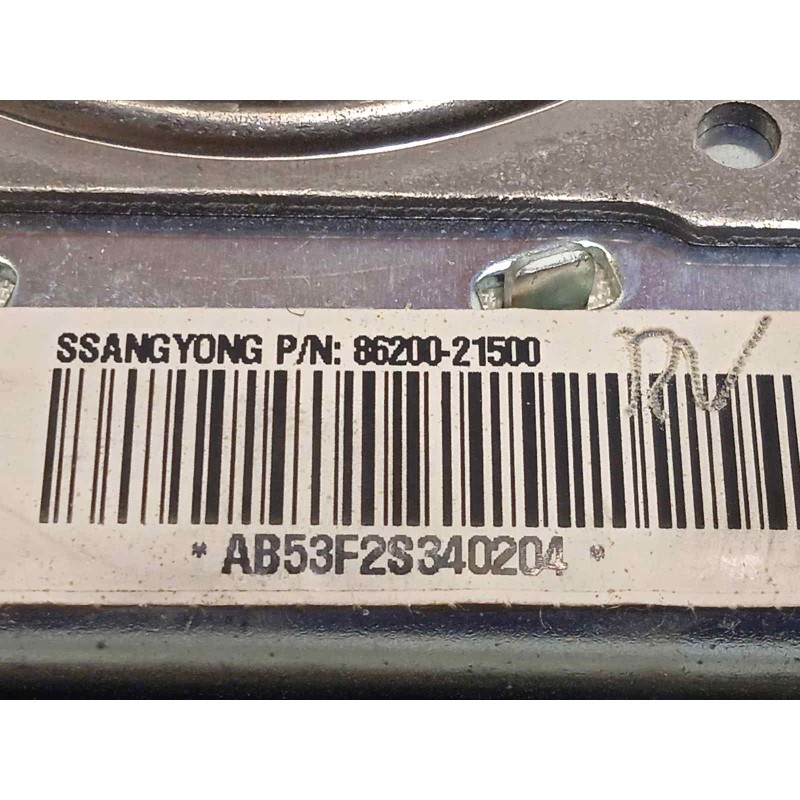 SSANGYONG P/N: 86200-21500
* AB53F2S340204 *